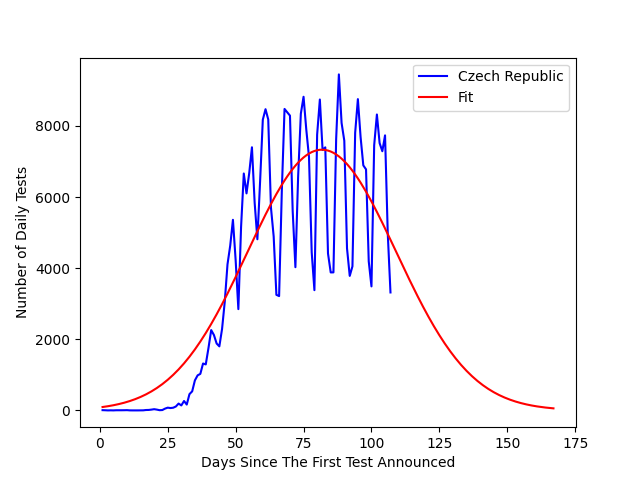 Czech Republic
Fit
8000
6000
4000
2000
0
Number of Daily Tests
0 25 50 75 100 125 150 175
Days Since The First Test Announced